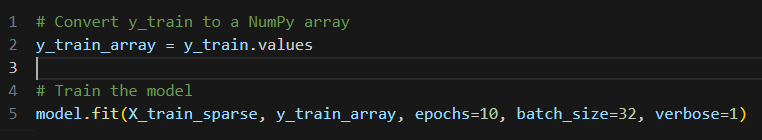 1 # Convert y_train to a NumPy array
2 y_train_array = y_train.values
3
4 # Train the model
5 model.fit(X_train_sparse, y_train_array, epochs=10, batch_size=32, verbose=1)